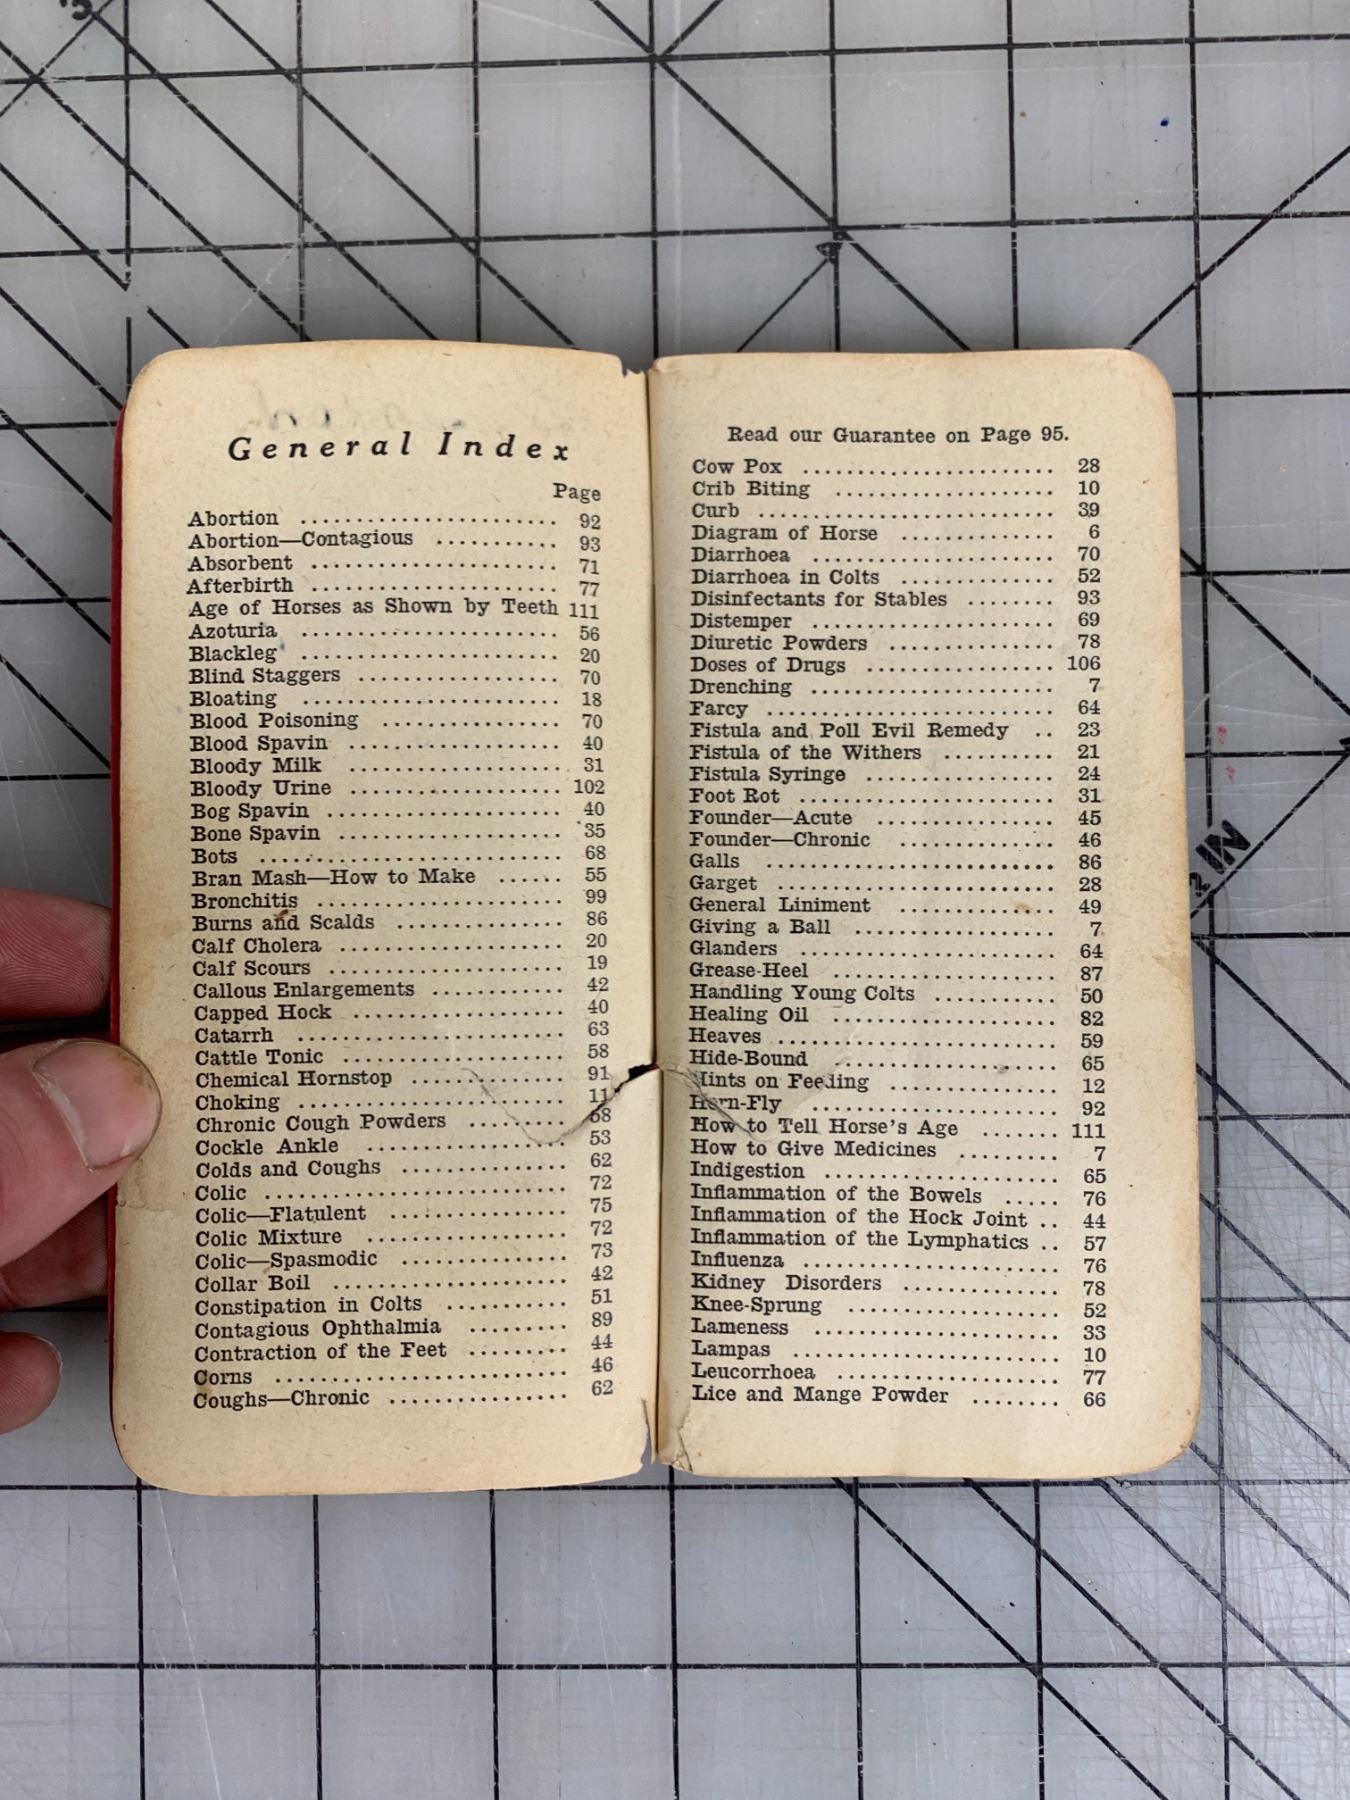 General Index
Page
Abortion ....................... 92
Abortion—Contagious ........... 93
Absorbent ...................... 71
Afterbirth ...................... 77
Age of Horses as Shown by Teeth 111
Azoturia ....................... 56
Blackleg ....................... 20
Blind Staggers .................. 70
Bloating ....................... 18
Blood Poisoning ................ 70
Blood Spavin ................... 40
Bloody Milk ................... 31
Bloody Urine ................... 102
Bog Spavin ..................... 40
Bone Spavin .................... 35
Bots ........................... 68
Bran Mash—How to Make ...... 55
Bronchitis ..................... 99
Burns and Scalds ............... 86
Calf Cholera .................... 20
Calf Scours ..................... 19
Callous Enlargements ............ 42
Capped Hock ................... 40
Catarrh ........................ 63
Cattle Tonic .................... 58
Chemical Hornstop .............. 91
Choking ........................ 11
Chronic Cough Powders ......... 58
Cockle Ankle .................. 53
Colds and Coughs ............... 62
Colic ........................... 72
Colic—Flatulent ................ 75
Colic Mixture .................. 72
Colic—Spasmodic ............... 73
Collar Boil ..................... 42
Constipation in Colts ........... 51
Contagious Ophthalmia ......... 89
Contraction of the Feet ......... 44
Corns .......................... 46
Coughs—Chronic ................ 62
Read our Guarantee on Page 95.
Cow Pox ....................... 28
Crib Biting .................... 10
Curb ........................... 39
Diagram of Horse .............. 6
Diarrhoea ...................... 70
Diarrhoea in Colts .............. 52
Disinfectants for Stables ........ 93
Distemper ...................... 69
Diuretic Powders ............... 78
Doses of Drugs ................. 106
Drenching ...................... 7
Farcy .......................... 64
Fistula and Poll Evil Remedy .. 23
Fistula of the Withers .......... 21
Fistula Syringe ................. 24
Foot Rot ....................... 31
Founder—Acute ................ 45
Founder—Chronic .............. 46
Galls .......................... 86
Garget ......................... 28
General Liniment .............. 49
Giving a Ball .................. 7
Glanders ....................... 64
Grease-Heel .................... 87
Handling Young Colts ........... 50
Healing Oil .................... 82
Heaves ......................... 59
Hide-Bound .................... 65
Hints on Feeding ............... 12
Horn-Fly ...................... 92
How to Tell Horse's Age ....... 111
How to Give Medicines ......... 7
Indigestion ..................... 65
Inflammation of the Bowels ..... 76
Inflammation of the Hock Joint .. 44
Inflammation of the Lymphatics .. 57
Influenza ....................... 76
Kidney Disorders .............. 78
Knee-Sprung ................... 52
Lameness ...................... 33
Lampas ........................ 10
Leucorrhoea .................... 77
Lice and Mange Powder ........ 66
IN